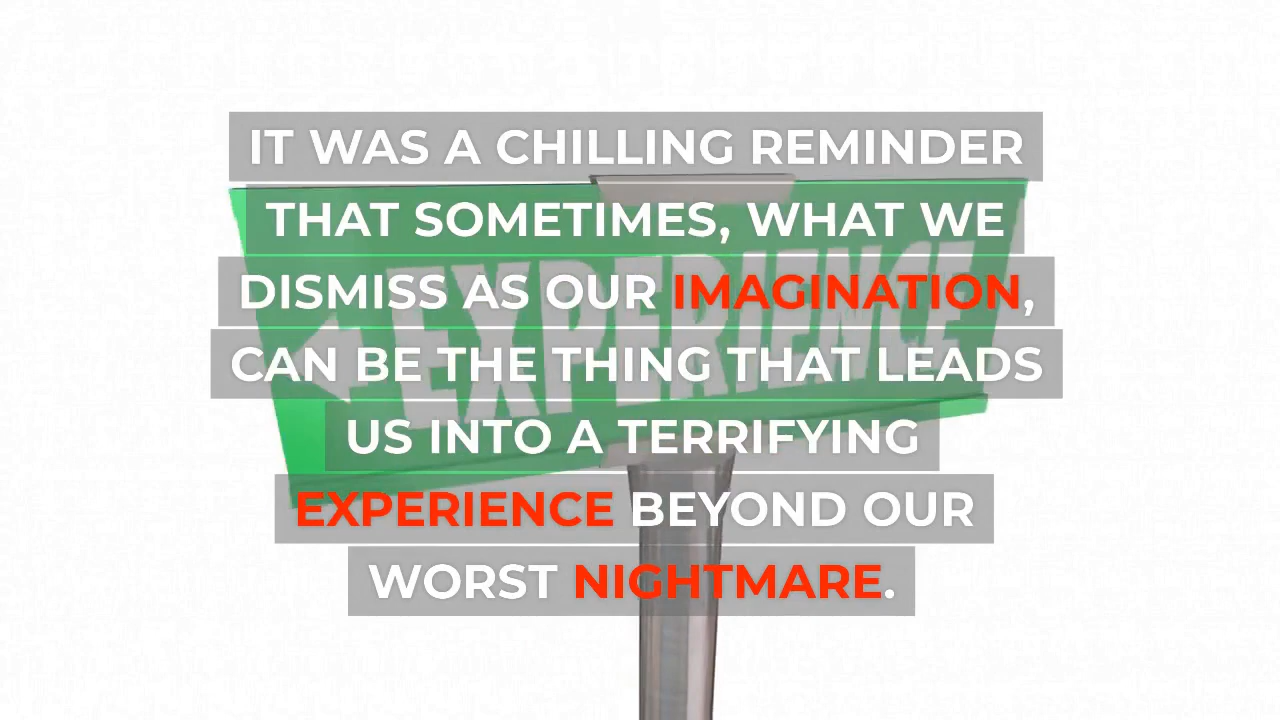 IT WAS A CHILLING REMINDER
THAT SOMETIMES, WHAT WE
DISMISS AS OUR IMAGINATION,
CAN BE THE THING THAT LEADS
US INTO A TERRIFYING
EXPERIENCE BEYOND OUR
WORST NIGHTMARE.
EXPERIENCE